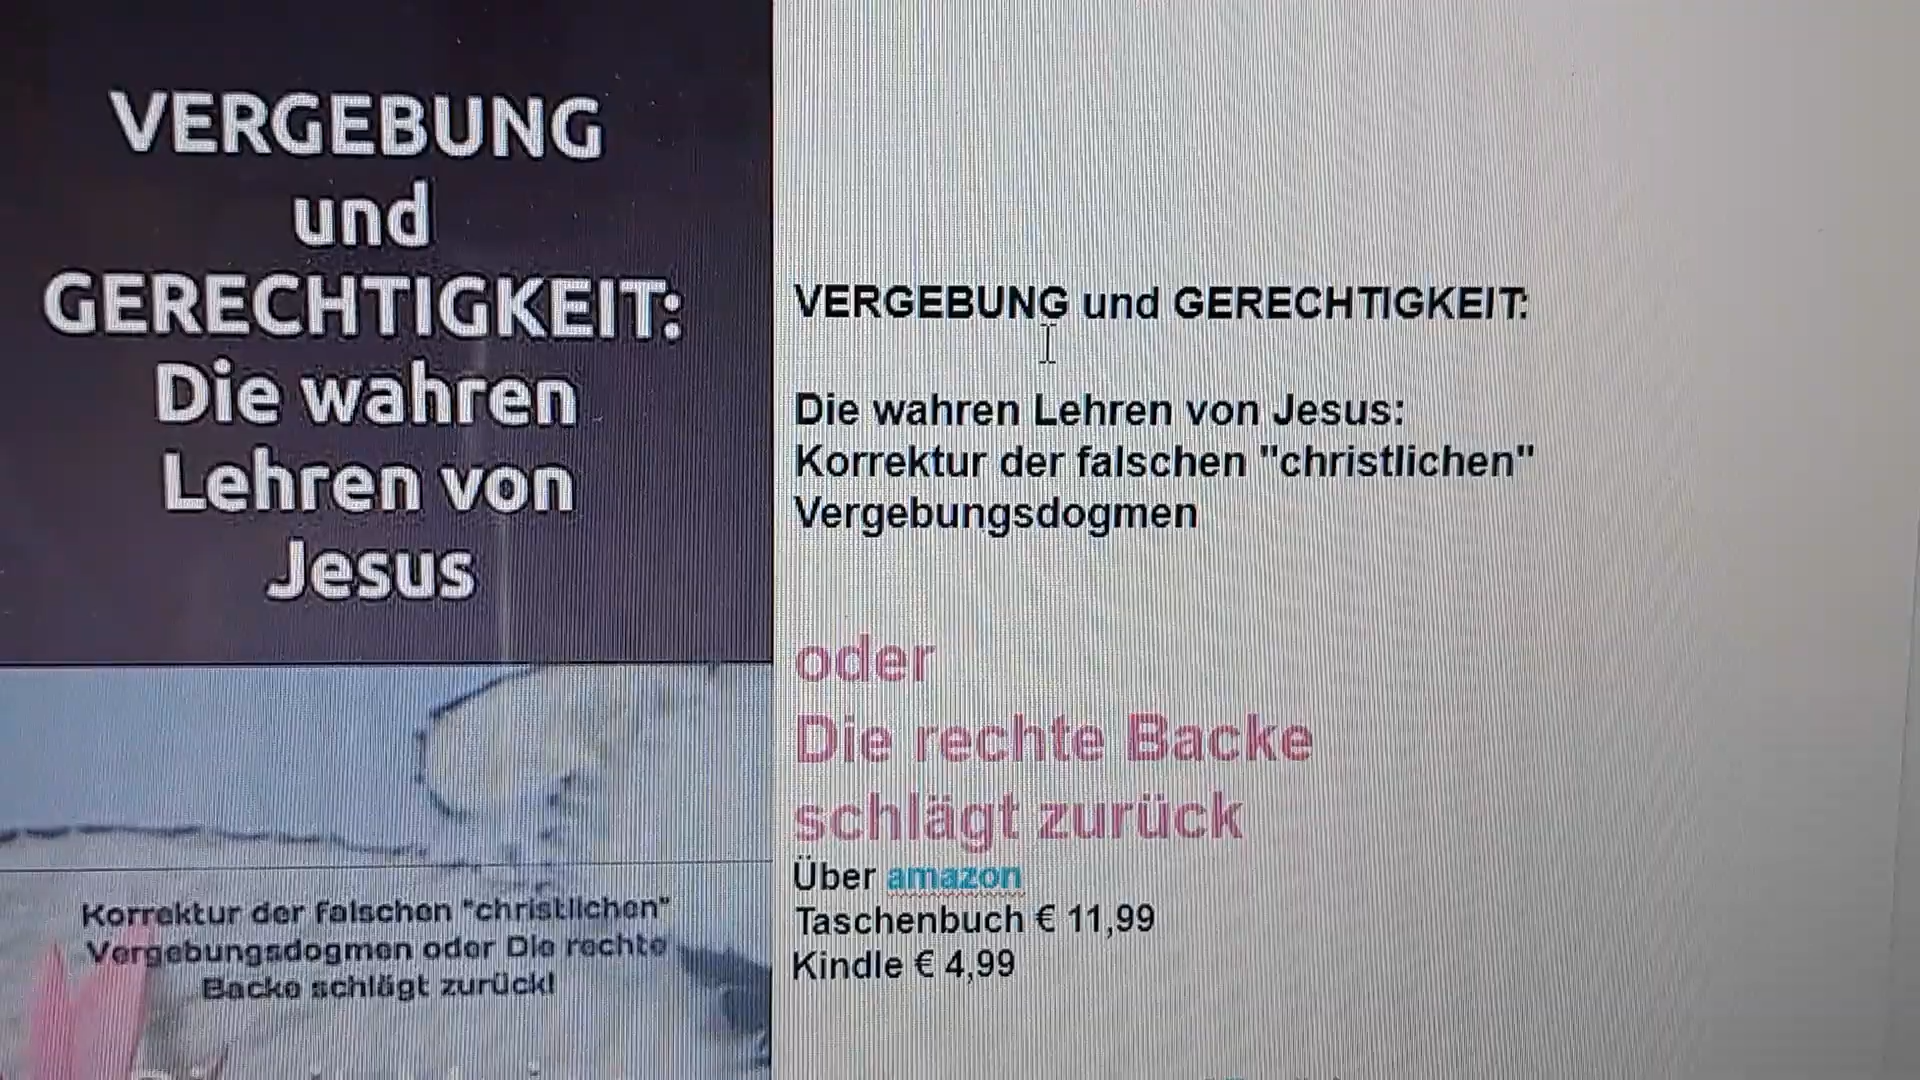 VERGEBUNG
und
GERECHTIGKEIT:
Die wahren
Lehren von
Jesus
Korrektur der falschen "christlichen"
Vergebungsdogmen oder Die rechte
Backe schlägt zurück!
VERGEBUNG und GERECHTIGKEIT:
Die wahren Lehren von Jesus:
Korrektur der falschen "christlichen"
Vergebungsdogmen
oder
Die rechte Backe
schlägt zurück
Über amazon
Taschenbuch € 11,99
Kindle € 4,99